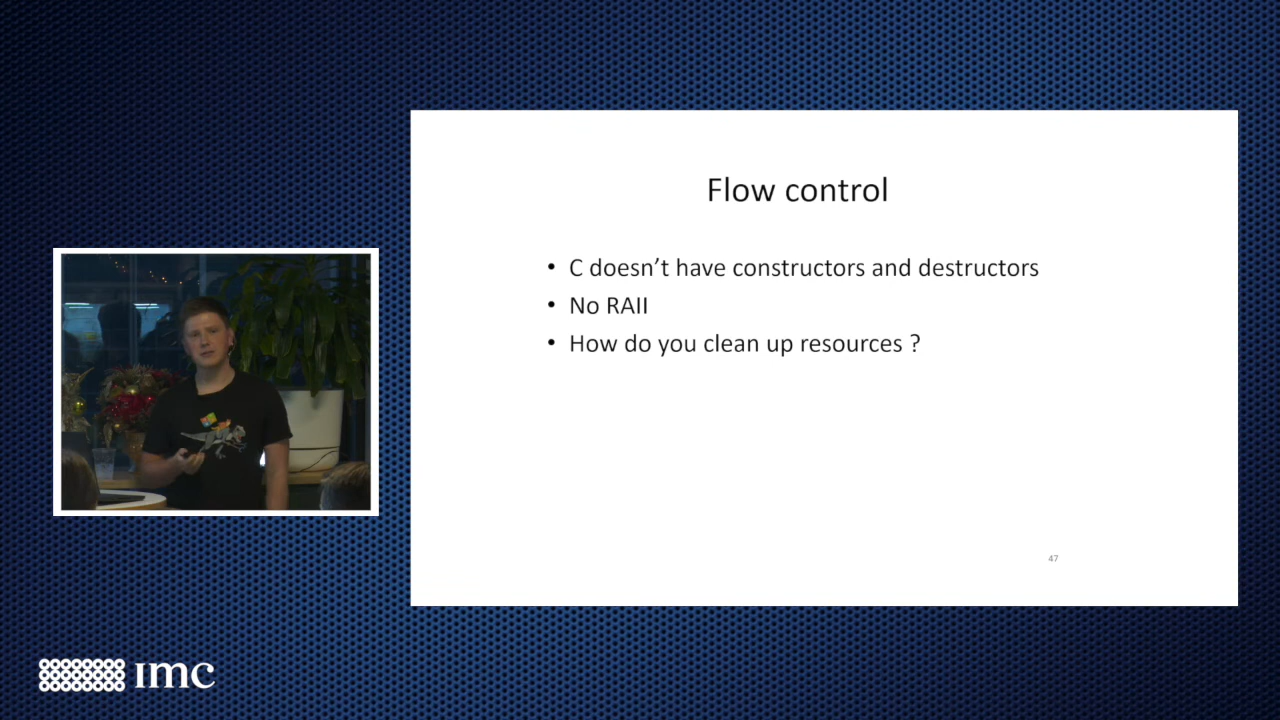 Flow control
• C doesn't have constructors and destructors
• No RAII
• How do you clean up resources ?
47
imc